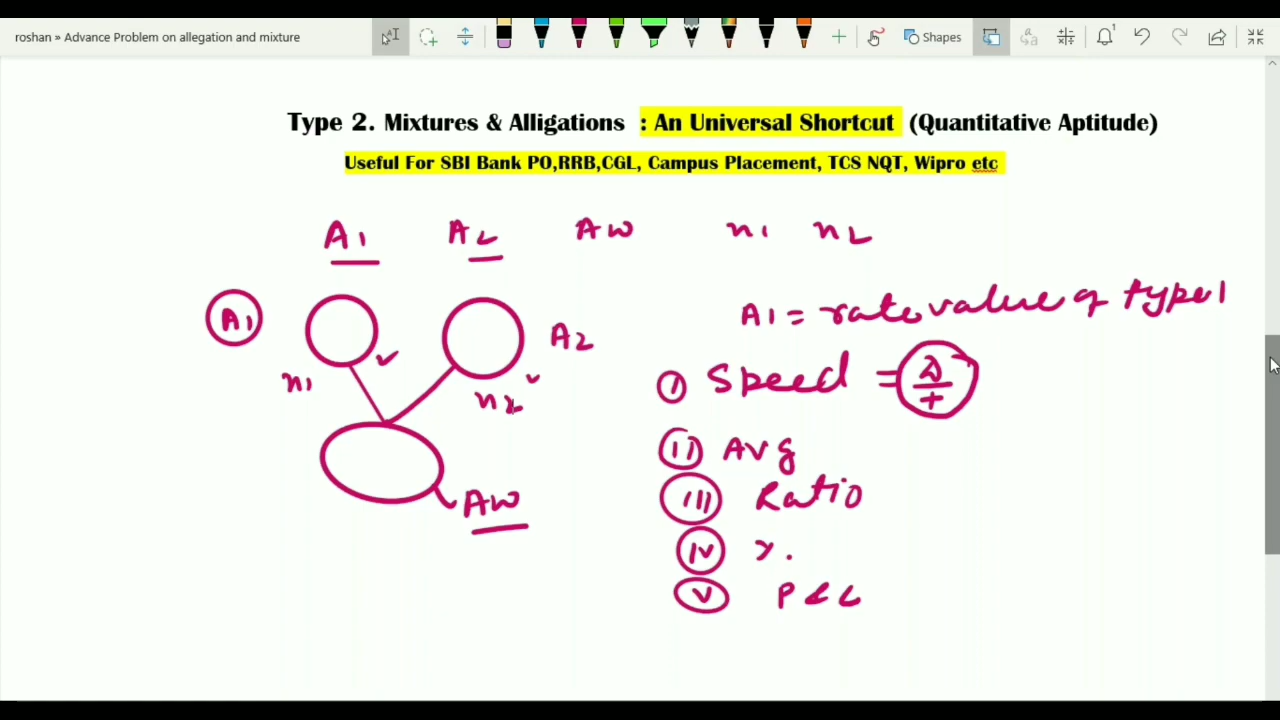 roshan » Advance Problem on allegation and mixture
Shapes
Type 2. Mixtures & Alligations : An Universal Shortcut (Quantitative Aptitude)
Useful For SBI Bank PO,RRB,CGL, Campus Placement, TCS NQT, Wipro etc
A1 A2 AW n1 n2
A1 A2
n1 n2
AW
A1 = rate value of type 1
(i) Speed =
(ii) Avg
(iii) Ratio
(iv)
(v) P & L